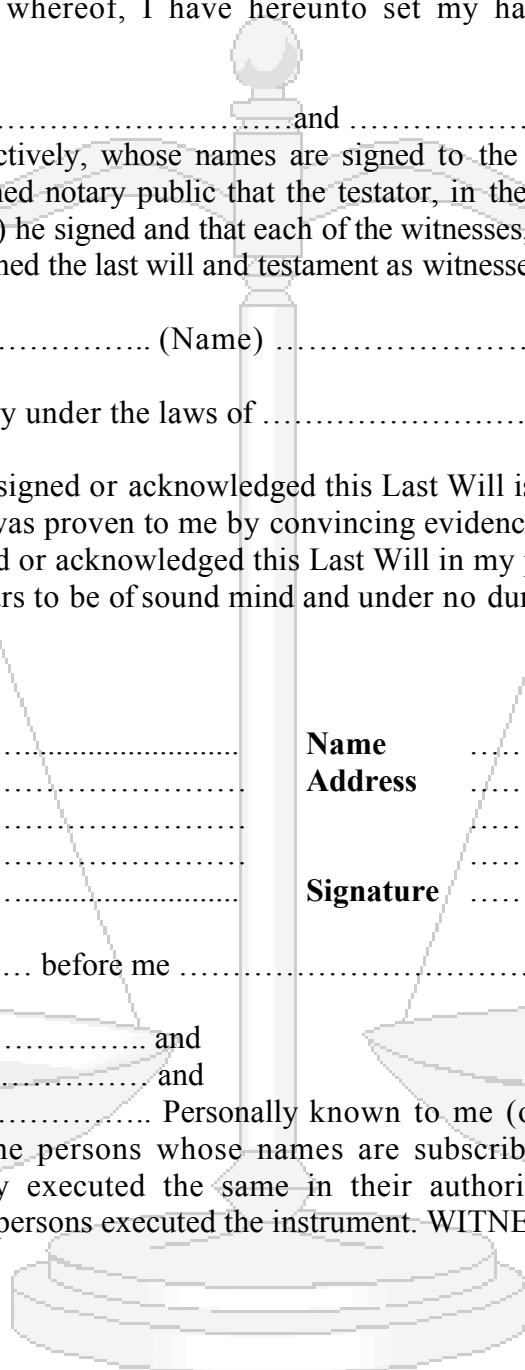 whereof, I have hereunto set my ha
……………………………and ………………
ctively, whose names are signed to the
ned notary public that the testator, in the
) he signed and that each of the witnesses,
ned the last will and testament as witnesse
…………….. (Name) ……………………………
y under the laws of ……………………………
signed or acknowledged this Last Will is
was proven to me by convincing evidenc
d or acknowledged this Last Will in my p
rs to be of sound mind and under no dur
….............................. Name ……
……………………… Address ……
……………………… ……
……………………… ……
….............................. Signature ……
… before me ……………………………………
…………….. and
……………… and
…………….. Personally known to me (o
he persons whose names are subscrib
y executed the same in their authori
persons executed the instrument. WITNE